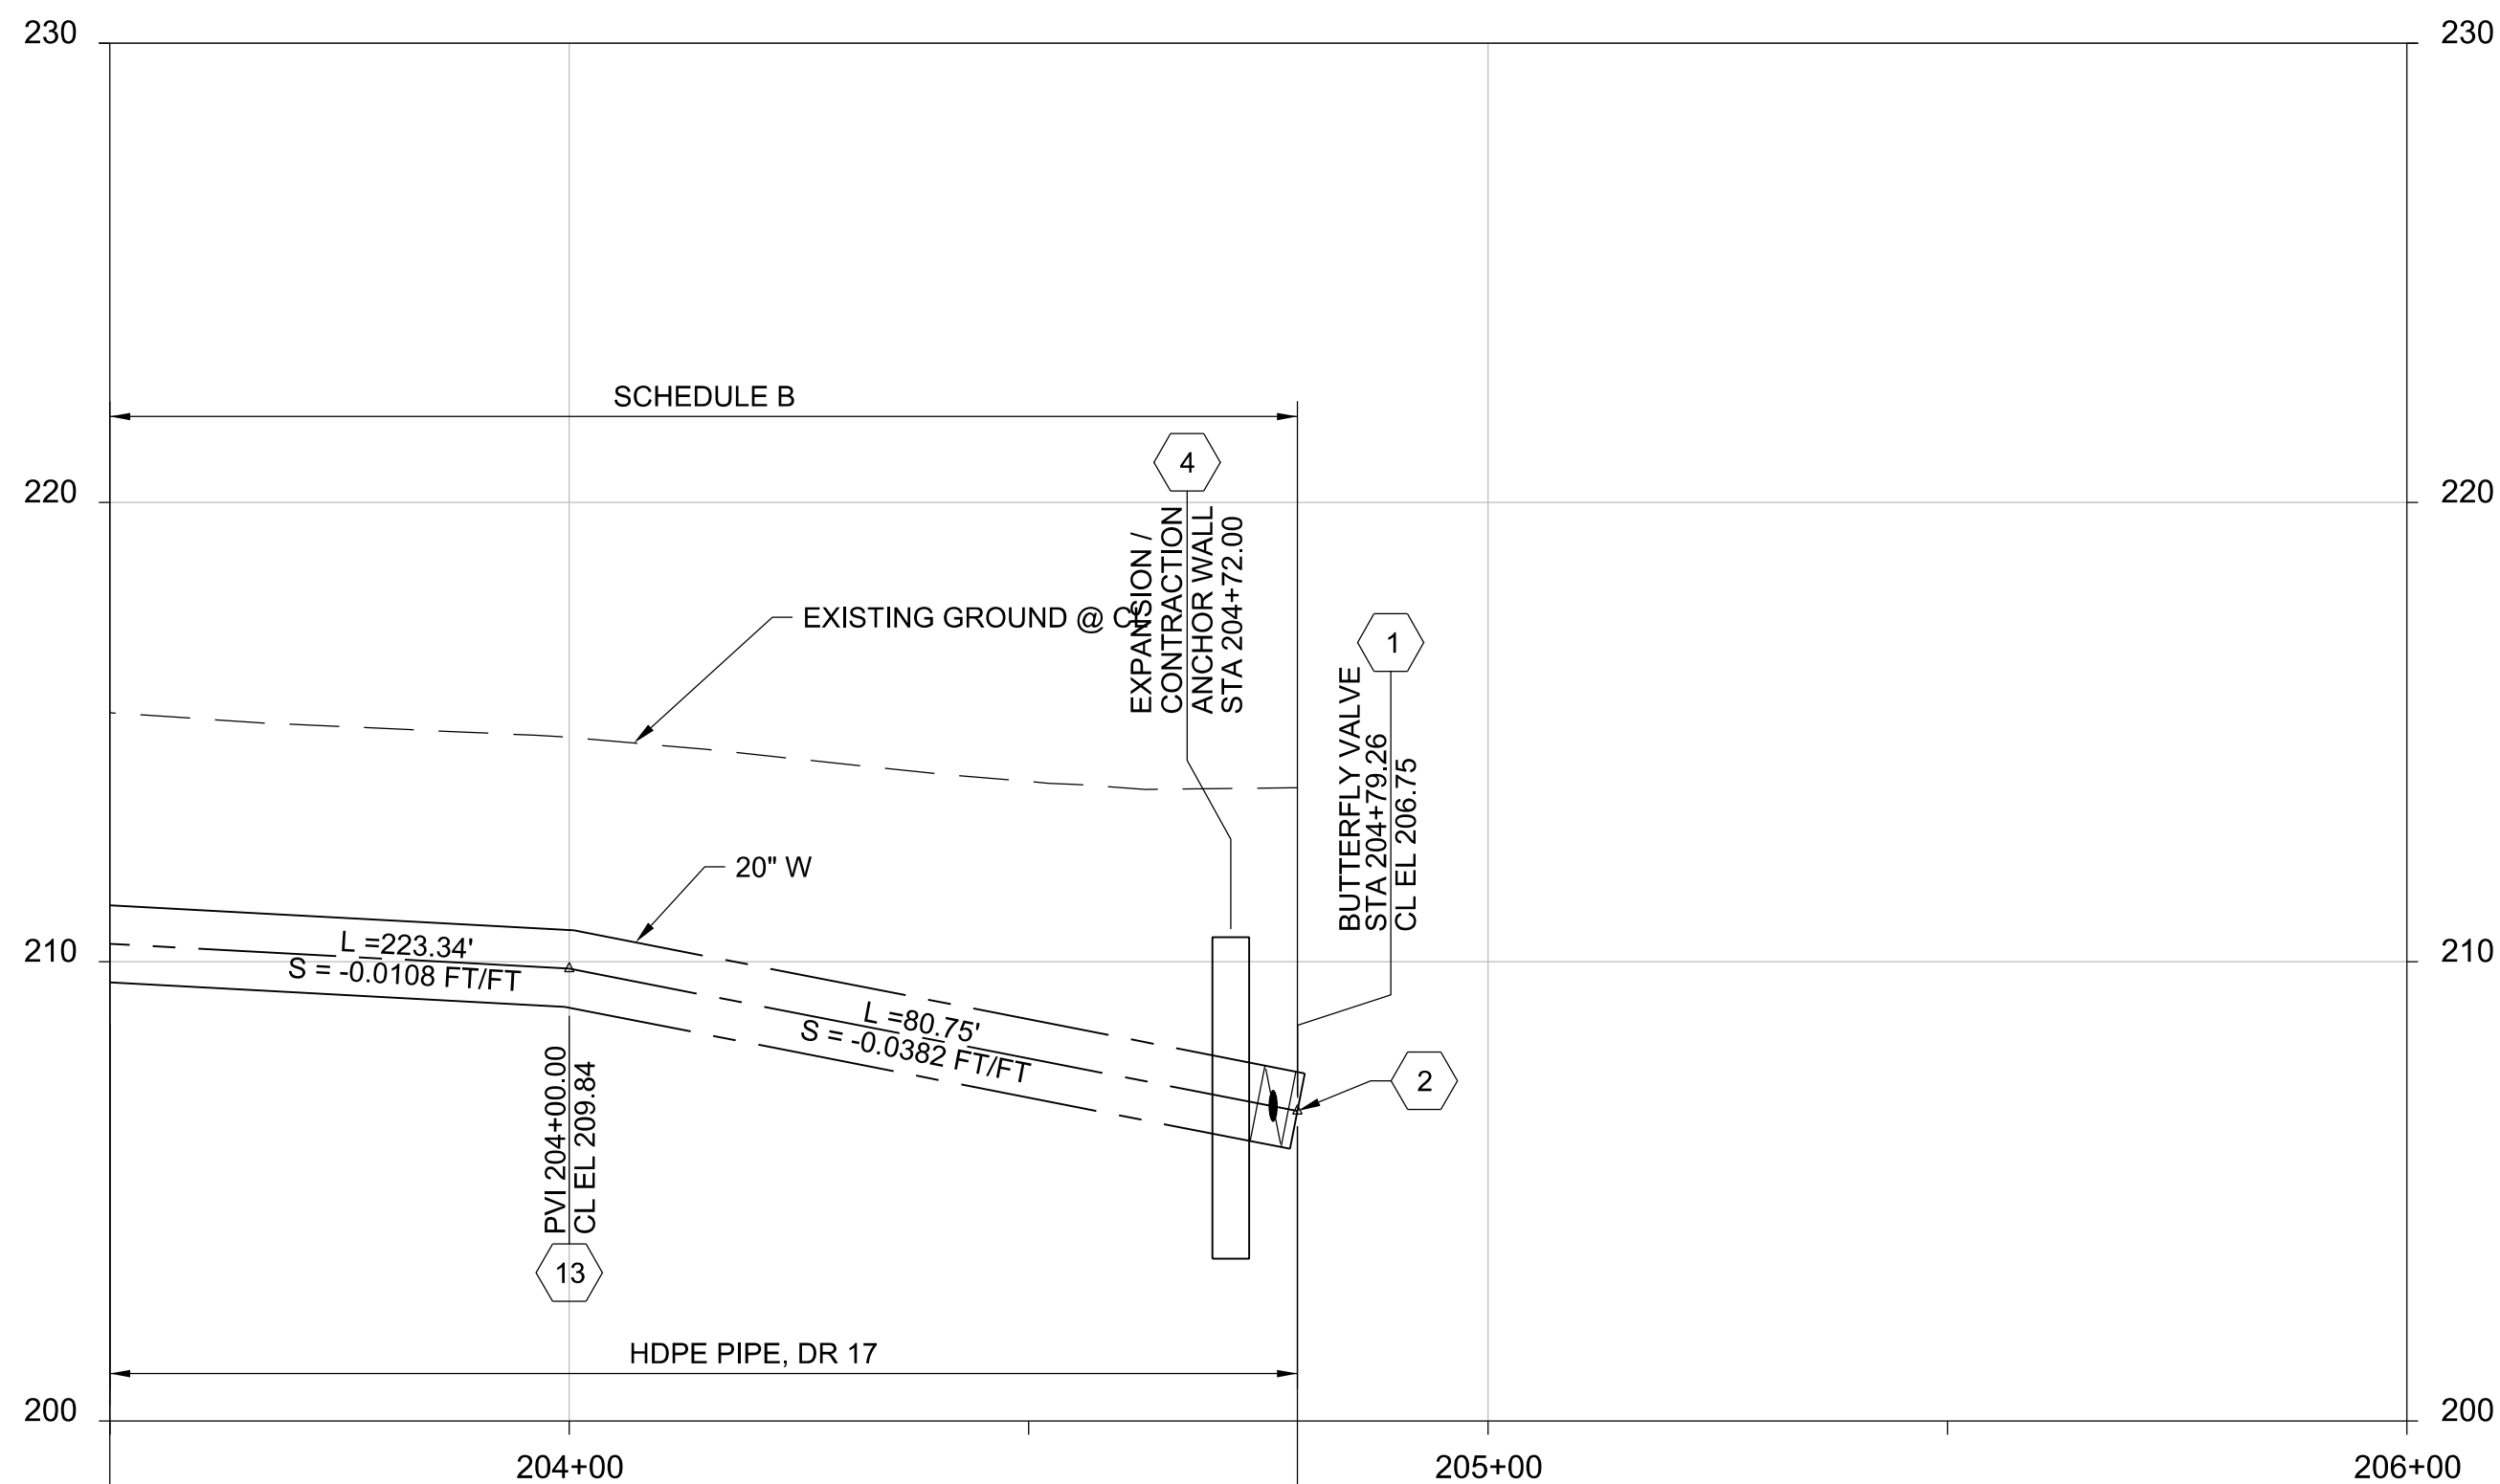 230
230
SCHEDULE B
4
220
220
EXPANSION /
CONTRACTION
ANCHOR WALL
STA 204+72.00
EXISTING GROUND @ CL
1
BUTTERFLY VALVE
STA 204+79.26
CL EL 206.75
20" W
210
210
L =223.34'
S = -0.0108 FT/FT
L =80.75'
S = -0.0382 FT/FT
2
PVI 204+00.00
CL EL 209.84
13
HDPE PIPE, DR 17
200
200
204+00
205+00
206+00